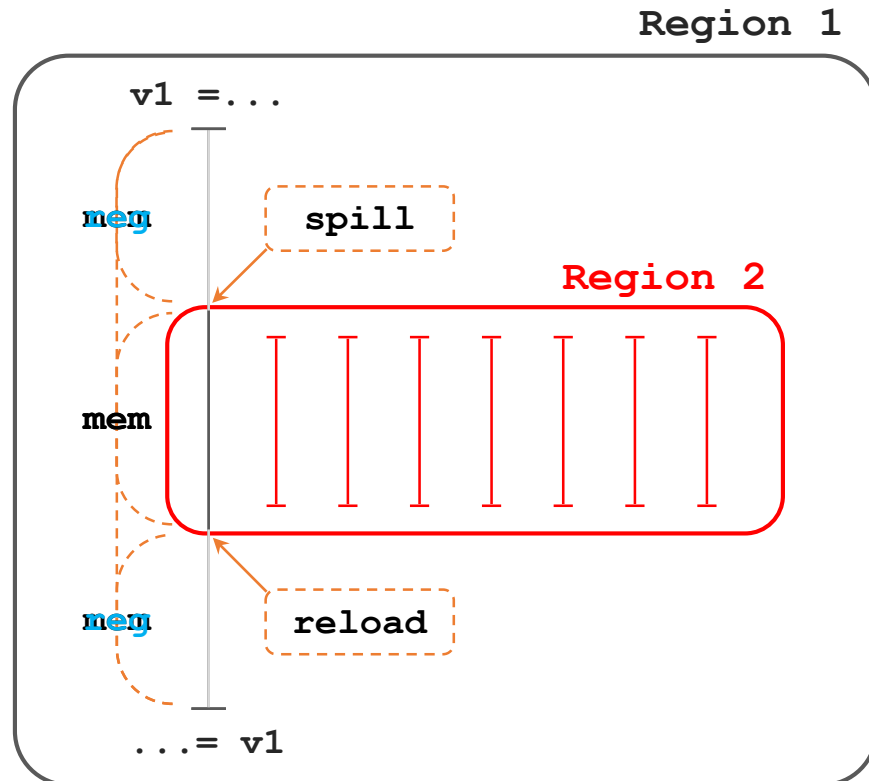 Region 1
v1 =...
spill
Region 2
mem
reload
...= v1